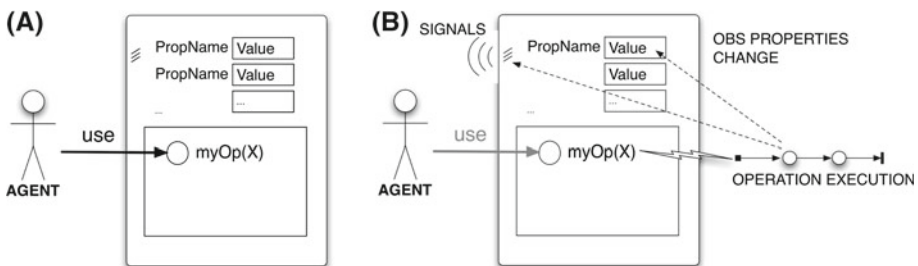 (A)
PropName Value
PropName Value
...
...
use
myOp(X)
AGENT
(B)
SIGNALS
PropName Value
Value
...
...
OBS PROPERTIES
CHANGE
use
myOp(X)
AGENT
OPERATION EXECUTION